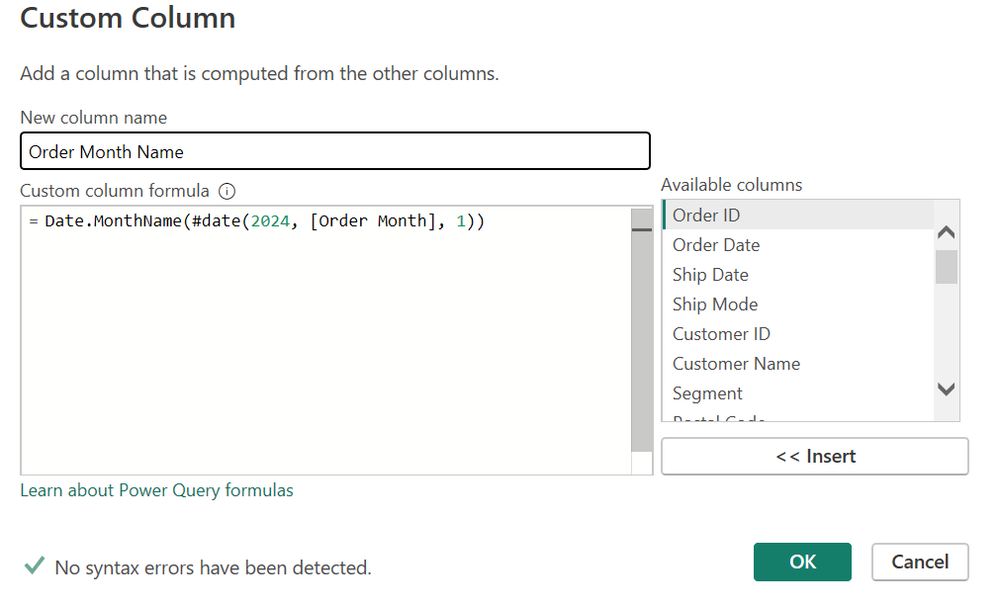 Custom Column
Add a column that is computed from the other columns.
New column name
Order Month Name
Custom column formula
= Date.MonthName(#date(2024, [Order Month], 1))
Available columns
Order ID
Order Date
Ship Date
Ship Mode
Customer ID
Customer Name
Segment
Postal Code
<< Insert
Learn about Power Query formulas
No syntax errors have been detected.
OK
Cancel